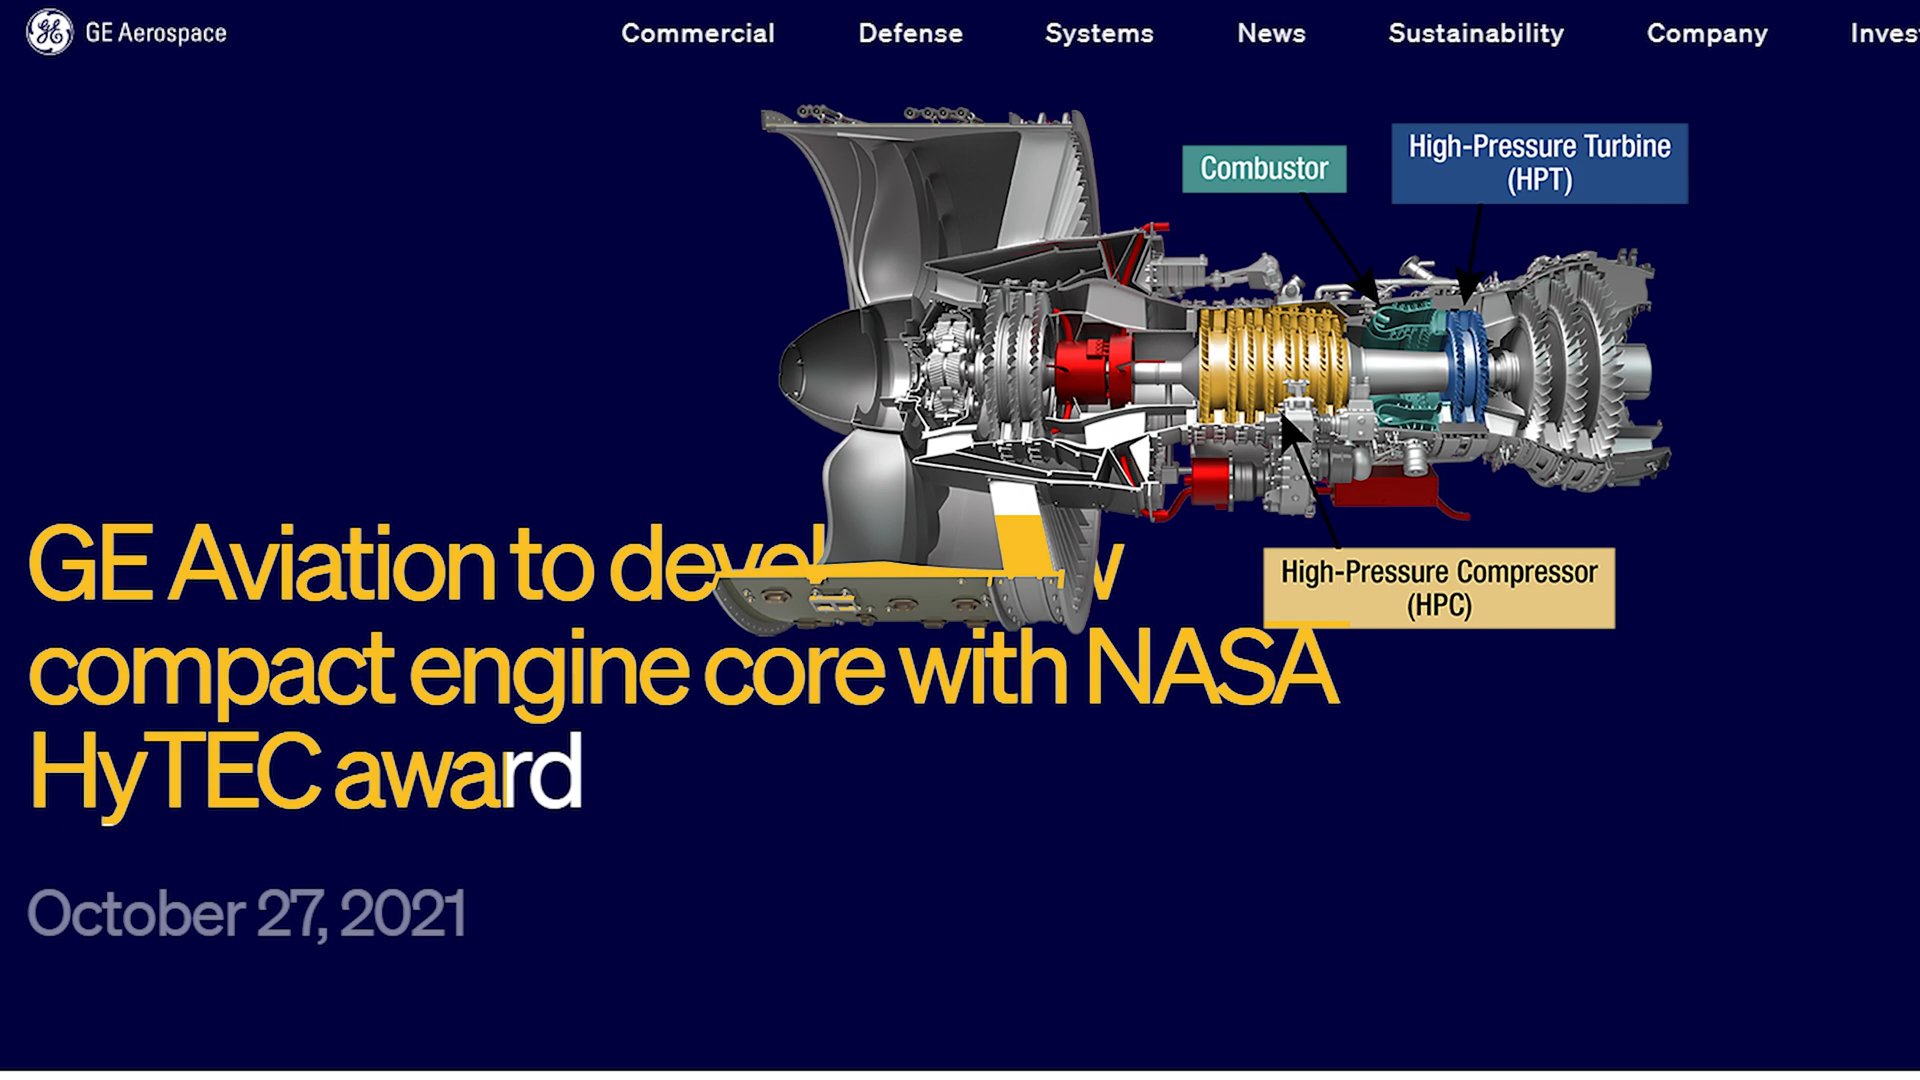 GE Aerospace
Commercial Defense Systems News Sustainability Company
Combustor
High-Pressure Turbine
(HPT)
High-Pressure Compressor
(HPC)
GE Aviation to
compact engine core with NASA
HyTEC award
October 27, 2021